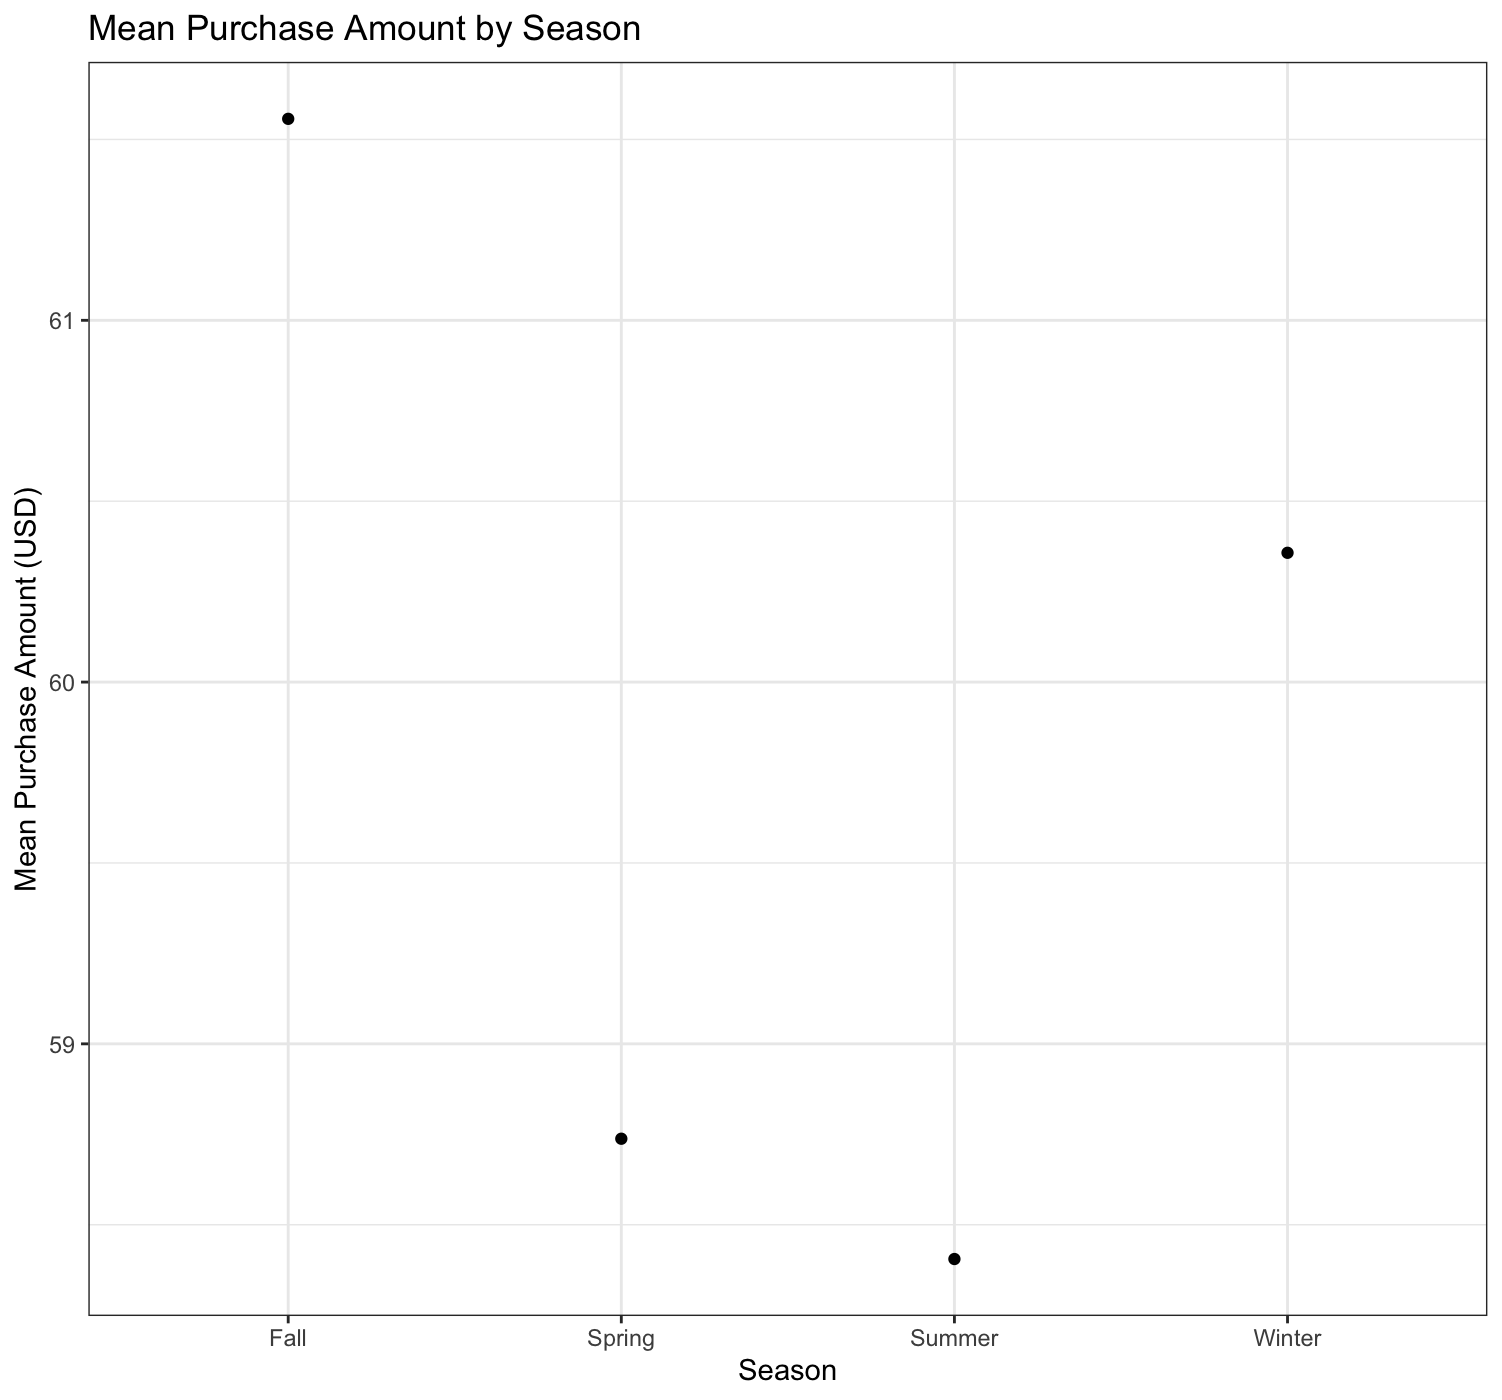 Mean Purchase Amount by Season
Mean Purchase Amount (USD)
61
60
59
Fall
Spring
Summer
Winter
Season